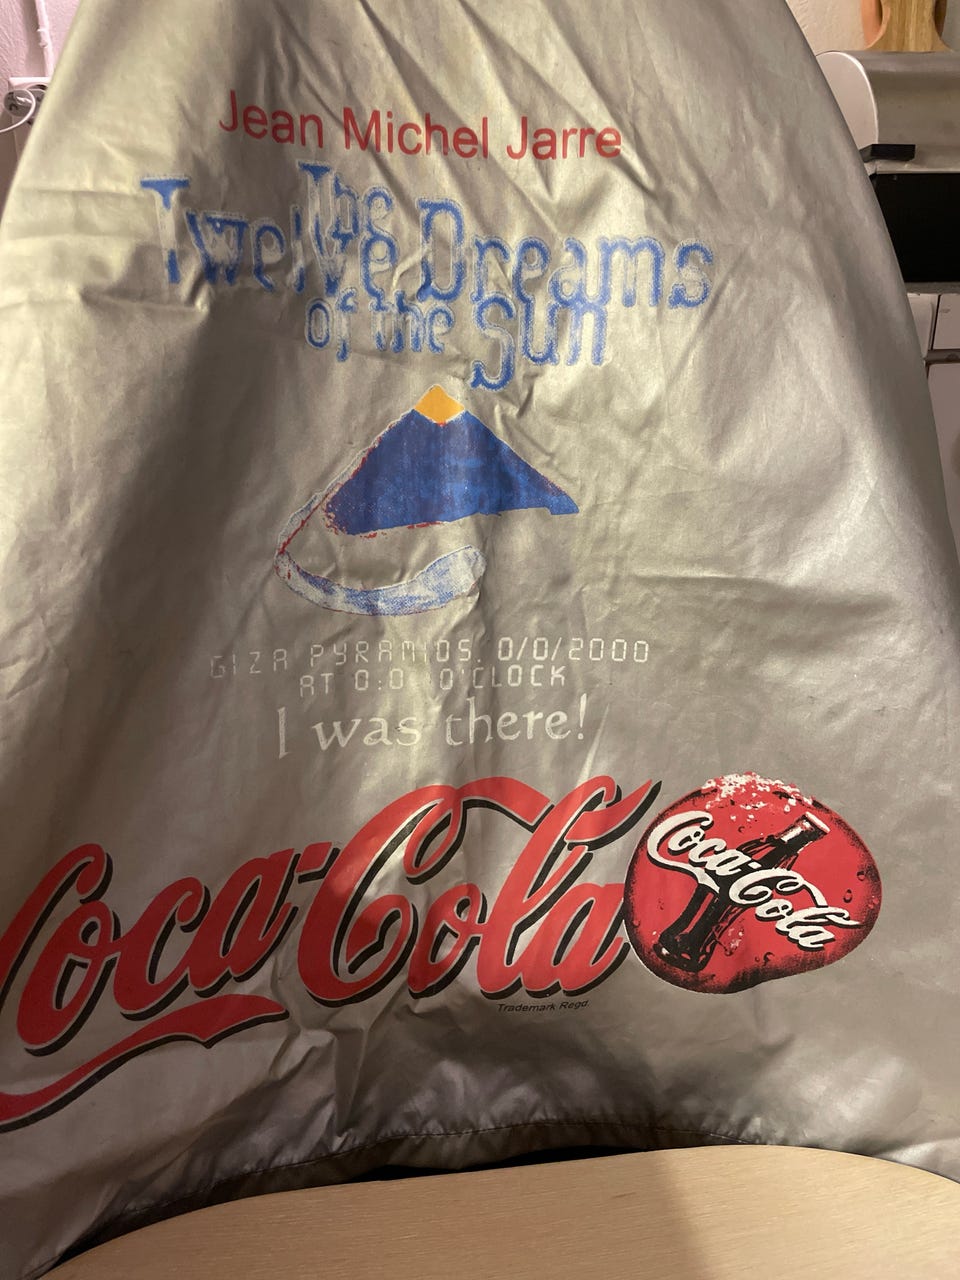 Jean Michel Jarre
The
Twelve Dreams
of the Sun
GIZA PYRAMIDS, 0/0/2000
AT 0:0 O'CLOCK
I was there!
Coca-Cola
Coca-Cola
Trademark Regd.